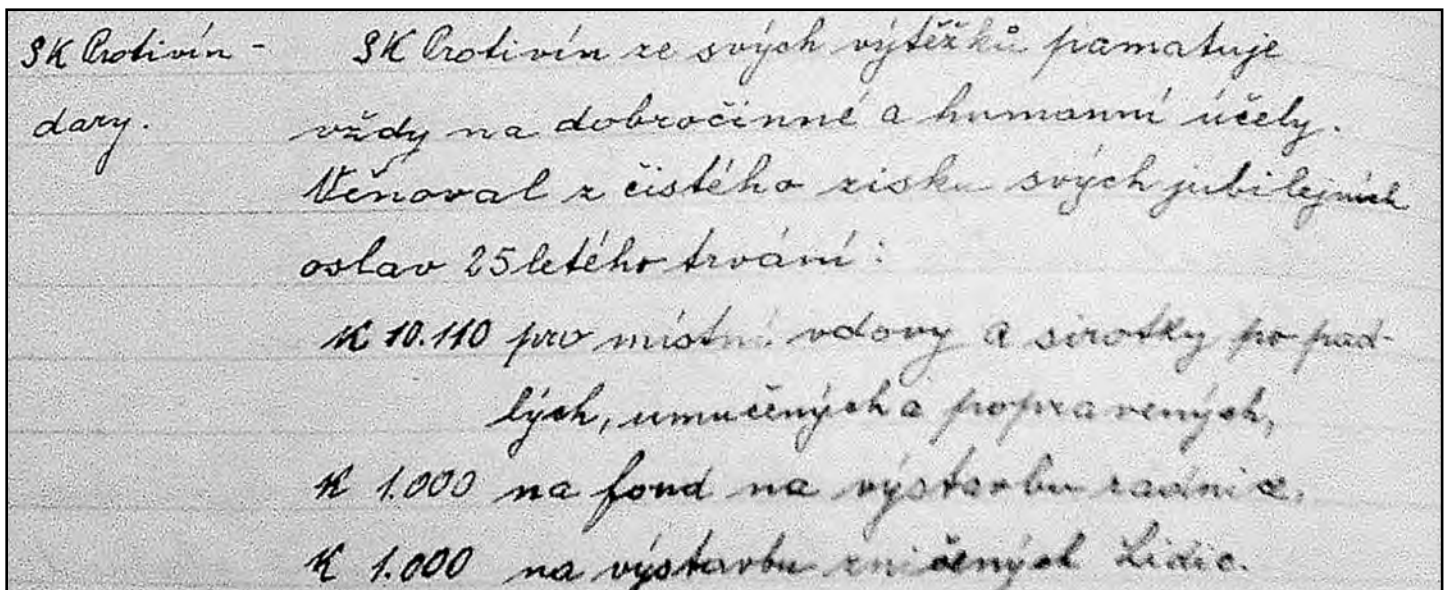 SK Protivín -
dary.
SK Protivín ze svých výtěžků pamatuje
vždy na dobročinné a humanní účely.
Věnoval z čistého zisku svých jubilejních
oslav 25letého trvání:
K 10.110 pro místní vdovy a sirotky po pad-
lých, umučených a popravených,
K 1.000 na fond na výstavbu radnice,
K 1.000 na výstavbu zničených Lidic.